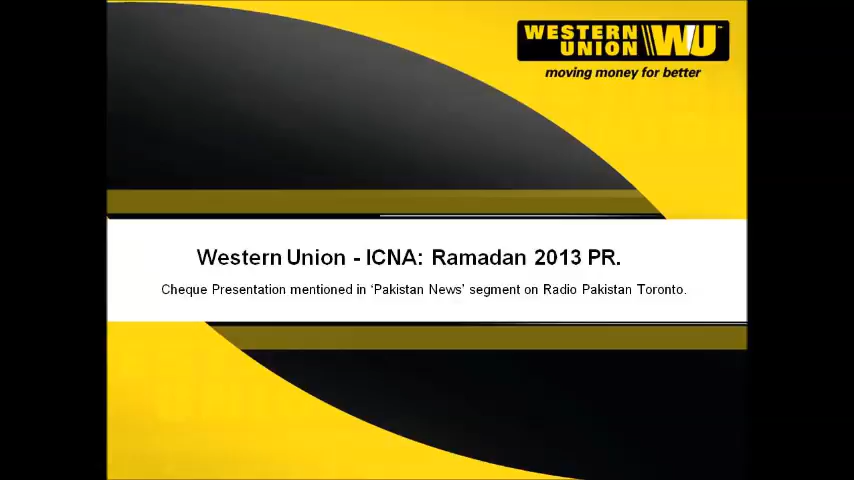 WESTERN
UNION WU
moving money for better
Western Union - ICNA: Ramadan 2013 PR.
Cheque Presentation mentioned in ‘Pakistan News’ segment on Radio Pakistan Toronto.